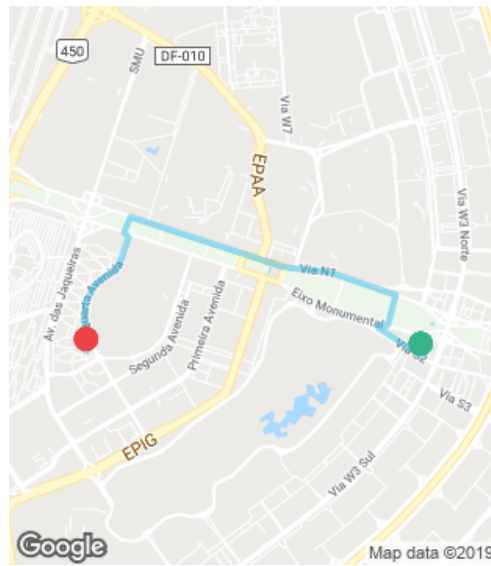 450
SMU
DF-010
Via W7
EPAA
Via W3 Norte
Av. das Jaqueiras
Quarta Avenida
Via N1
Eixo Monumental
Segunda Avenida
Primeira Avenida
Via S2
Via S3
EPIG
Via W3 Sul
Google
Map data ©2019